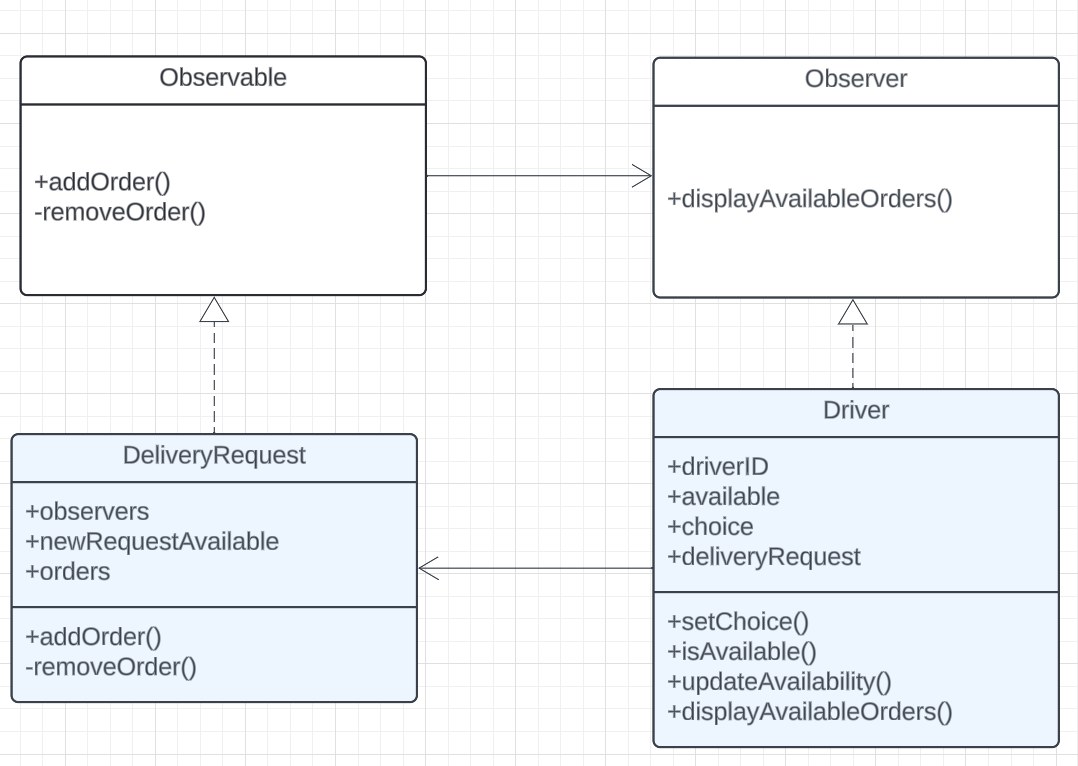 Observable
+addOrder()
-removeOrder()
Observer
+displayAvailableOrders()
DeliveryRequest
+observers
+newRequestAvailable
+orders
+addOrder()
-removeOrder()
Driver
+driverID
+available
+choice
+deliveryRequest
+setChoice()
+isAvailable()
+updateAvailability()
+displayAvailableOrders()